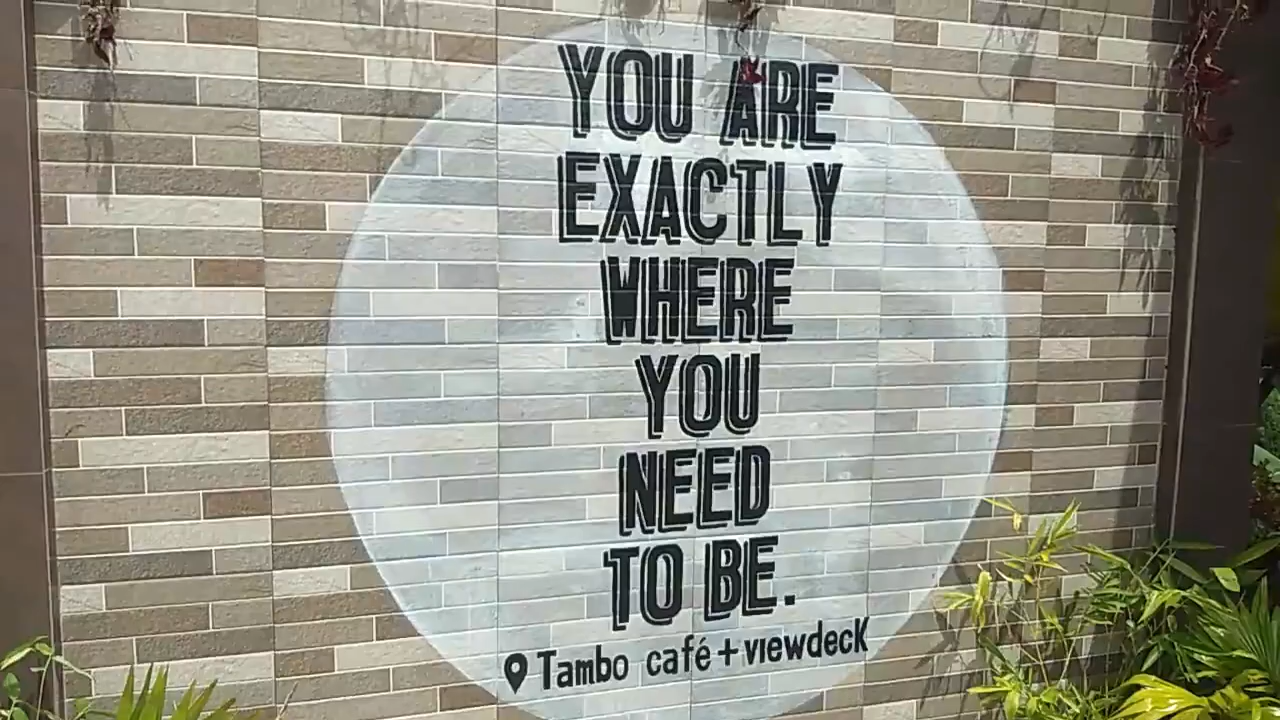 YOU ARE
EXACTLY
WHERE
YOU
NEED
TO BE.
Tambo café + viewdeck